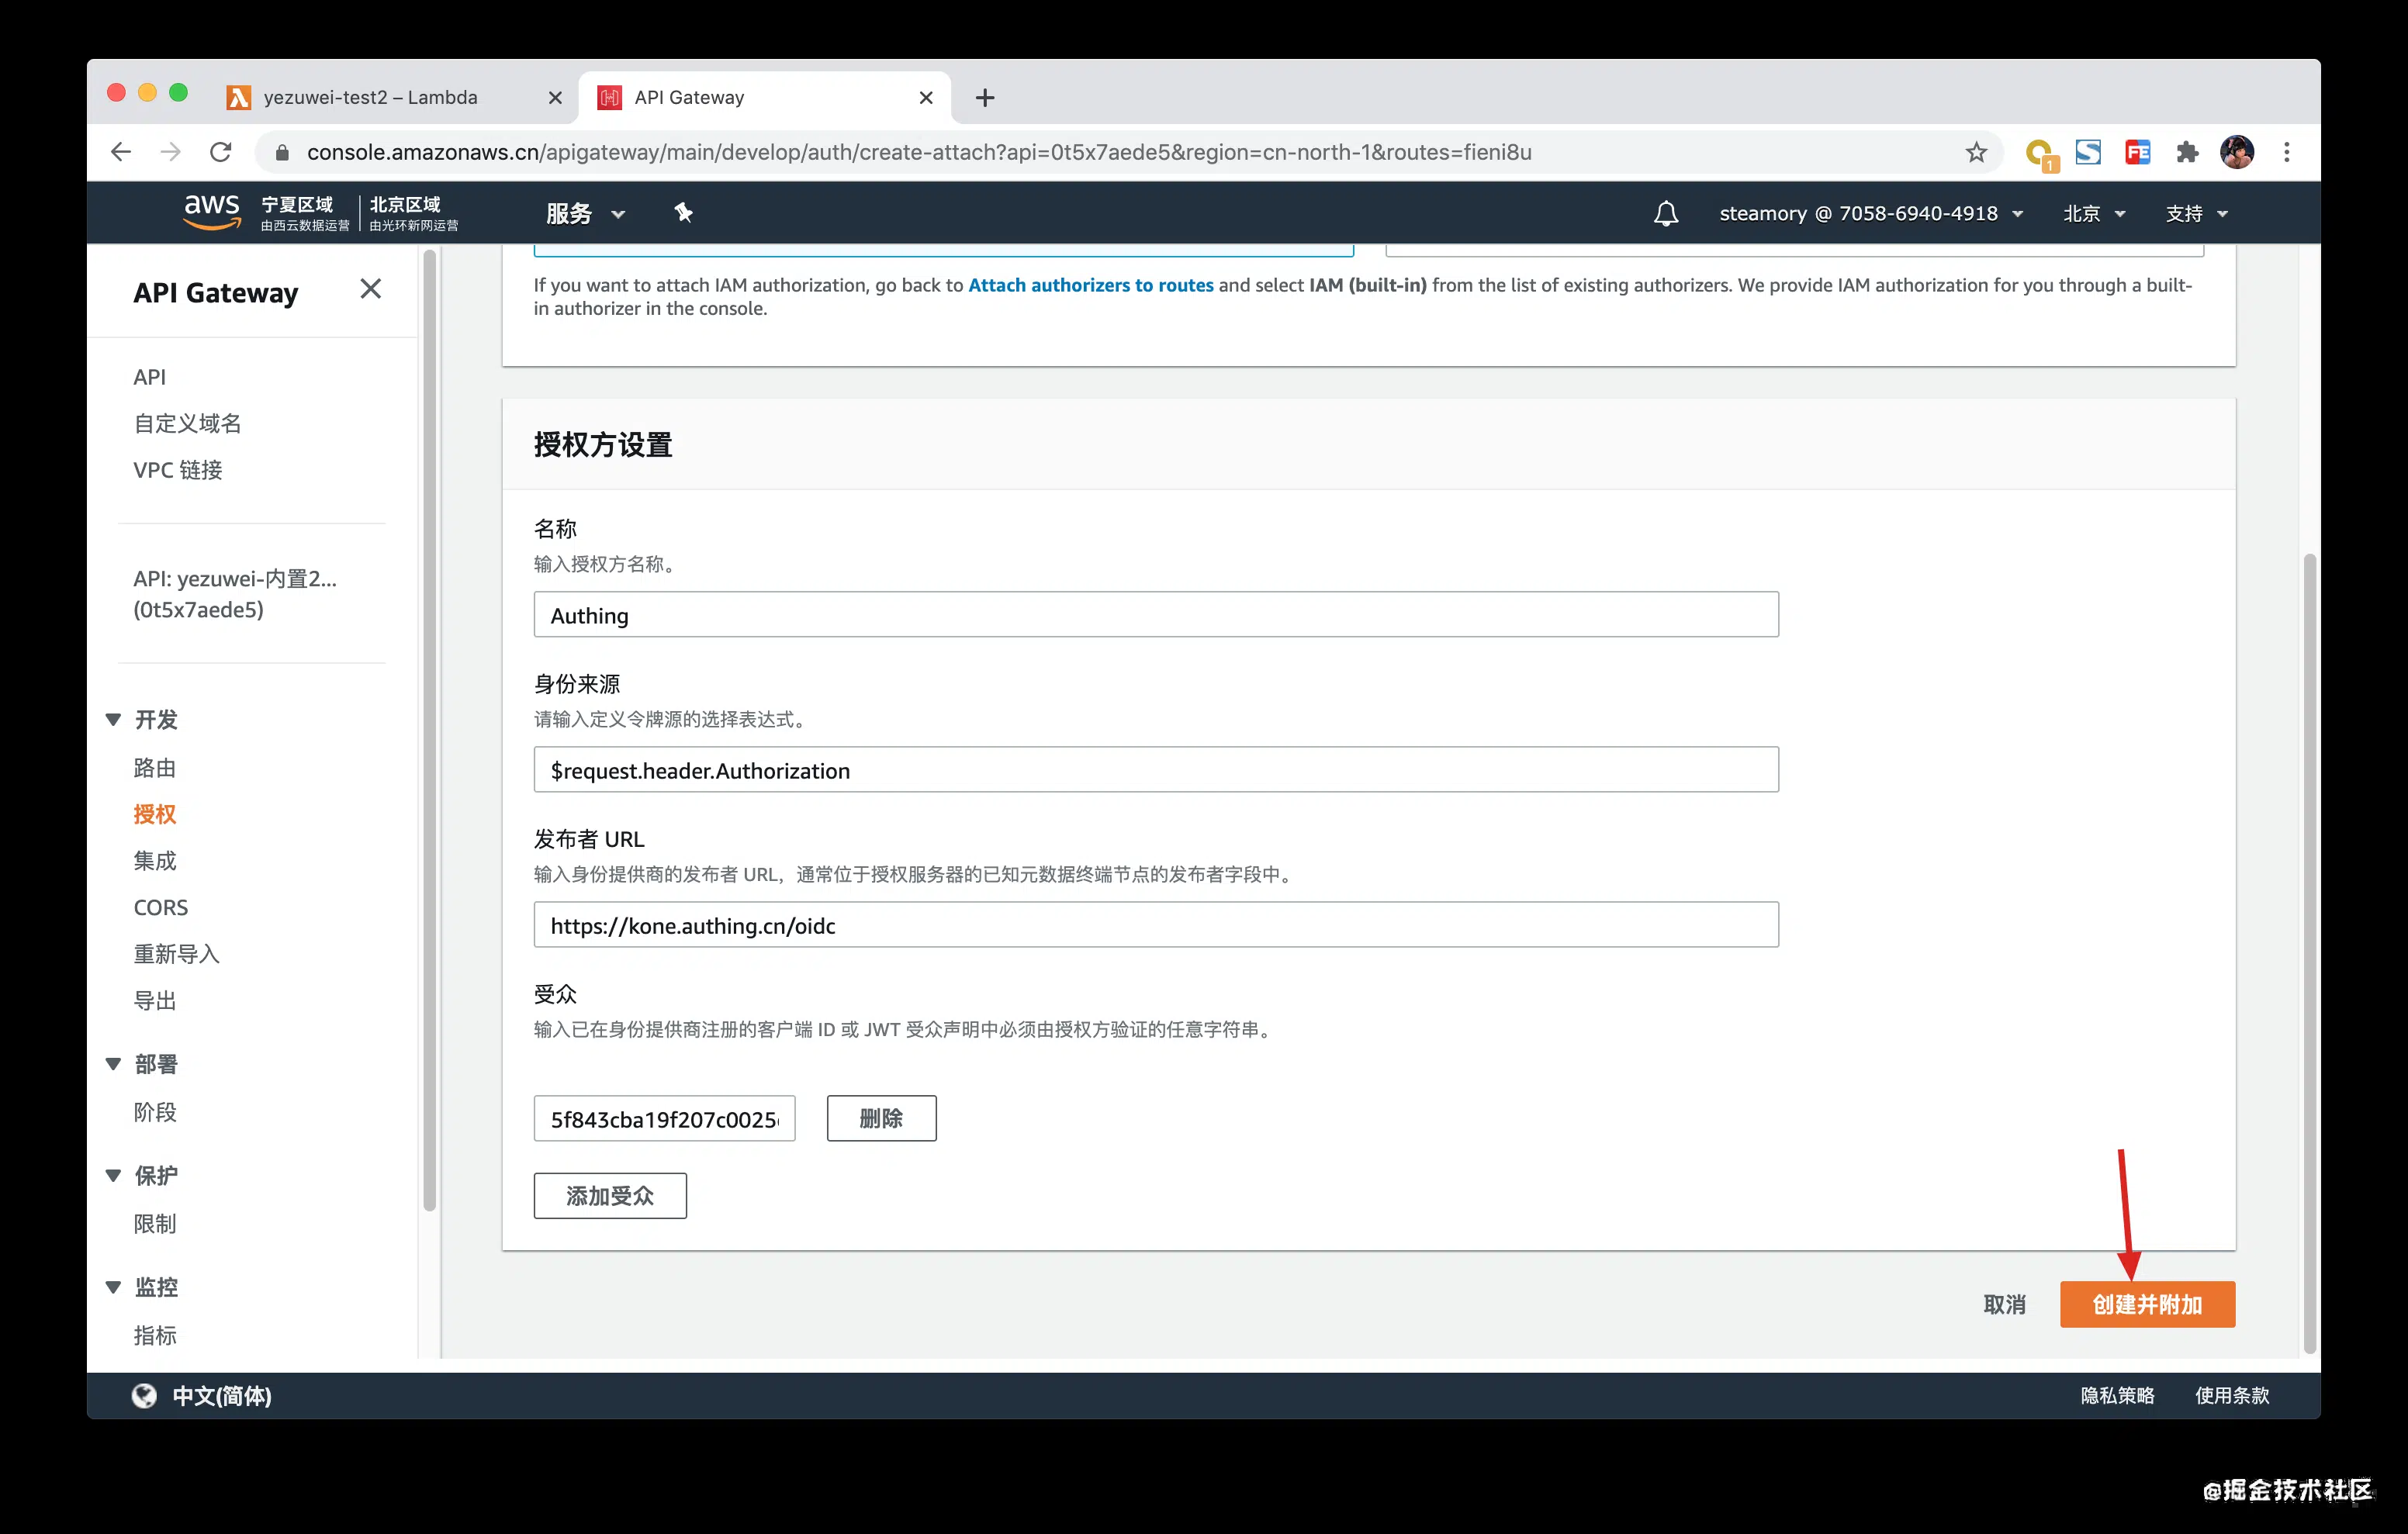 yezuwei-test2 – Lambda
API Gateway
console.amazonaws.cn/apigateway/main/develop/auth/create-attach?api=0t5x7aede5&region=cn-north-1&routes=fieni8u
FE
1
aws
宁夏区域
由西云数据运营
北京区域
由光环新网运营
服务
steamory @ 7058-6940-4918
北京
支持
API Gateway
API
自定义域名
VPC 链接
API: yezuwei-内置2...
(0t5x7aede5)
开发
路由
授权
集成
CORS
重新导入
导出
部署
阶段
保护
限制
监控
指标
If you want to attach IAM authorization, go back to Attach authorizers to routes and select IAM (built-in) from the list of existing authorizers. We provide IAM authorization for you through a built-
in authorizer in the console.
授权方设置
名称
输入授权方名称。
Authing
身份来源
请输入定义令牌源的选择表达式。
$request.header.Authorization
发布者 URL
输入身份提供商的发布者 URL，通常位于授权服务器的已知元数据终端节点的发布者字段中。
https://kone.authing.cn/oidc
受众
输入已在身份提供商注册的客户端 ID 或 JWT 受众声明中必须由授权方验证的任意字符串。
5f843cba19f207c0025
删除
添加受众
取消
创建并附加
中文(简体)
隐私策略
使用条款
@掘金技术社区